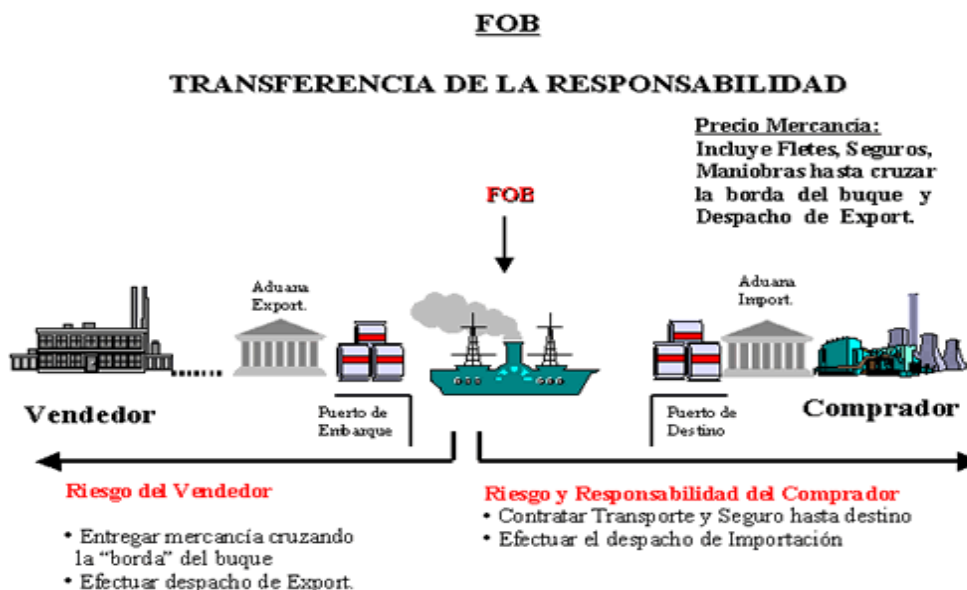 FOB
TRANSFERENCIA DE LA RESPONSABILIDAD
Precio Mercancía:
Incluye Fletes, Seguros,
Maniobras hasta cruzar
la borda del buque y
Despacho de Export.
FOB
Aduana
Export.
Aduana
Import.
Vendedor
Puerto de
Embarque
Puerto de
Destino
Comprador
Riesgo del Vendedor
• Entregar mercancía cruzando
la “borda” del buque
• Efectuar despacho de Export.
Riesgo y Responsabilidad del Comprador
• Contratar Transporte y Seguro hasta destino
• Efectuar el despacho de Importación